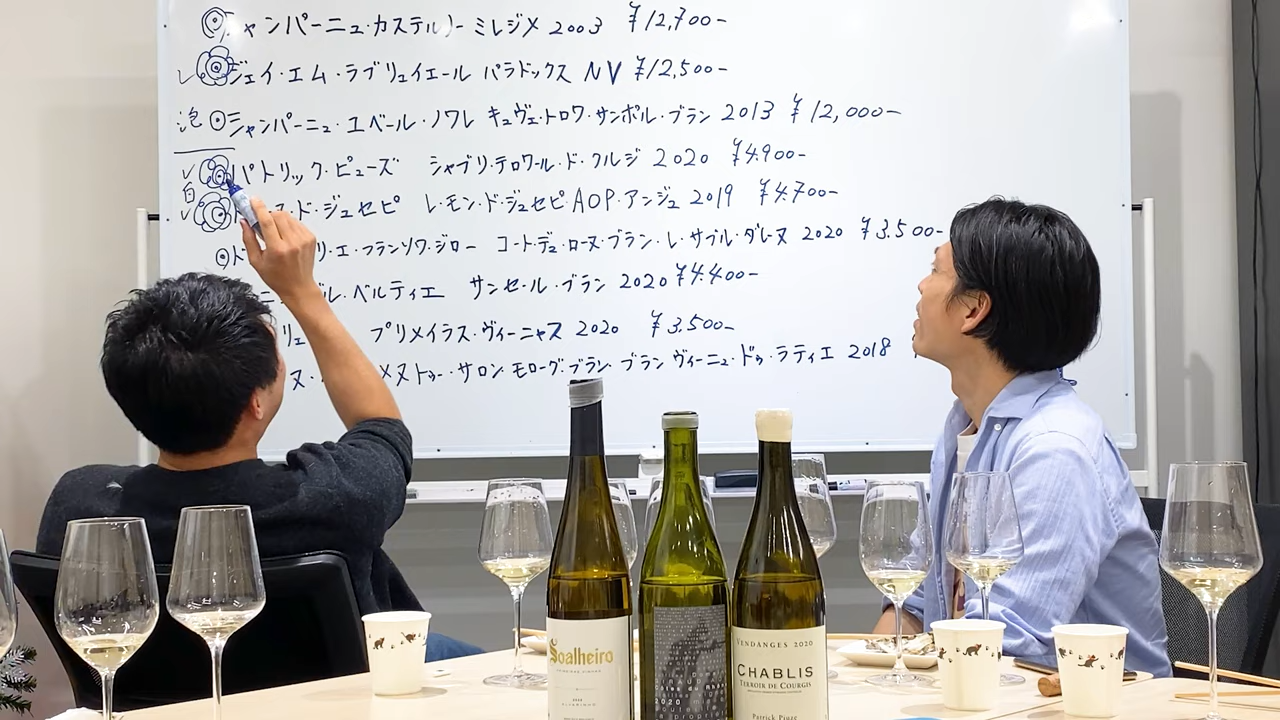 シャンパーニュ・カステルノー ミレジメ 2003 ¥12,700-
ジェイ・エム・ラブリュイエール パラドックス NV ¥12,500-
泡 シャンパーニュ・エベール・ノワレ キュヴェ・トロワ・サンボル・ブラン 2013 ¥12,000-
パトリック・ピューズ シャブリ・テロワール・ド・クルジ 2020 ¥4.900-
白 ド・ジュセピ レ・モン・ド・ジュセピ AOP・アンジュ 2019 ¥4.700-
リ・エ・フランソワ・ジロー コート・デュ・ローヌ・ブラン・レ・サブル・ダレーヌ 2020 ¥3.500-
ル・ベルティエ サンセール・ブラン 2020 ¥4.400-
プリメイラス・ヴィーニャス 2020 ¥3.500-
サロン モローグ・ブラン・ブラン ヴィーニュ・ドゥ・ラティエ 2018
Soalheiro
Côtes du Rhône
2020
VENDANGES 2020
CHABLIS
TERROIR DE COURGIS
Patrick Piuze